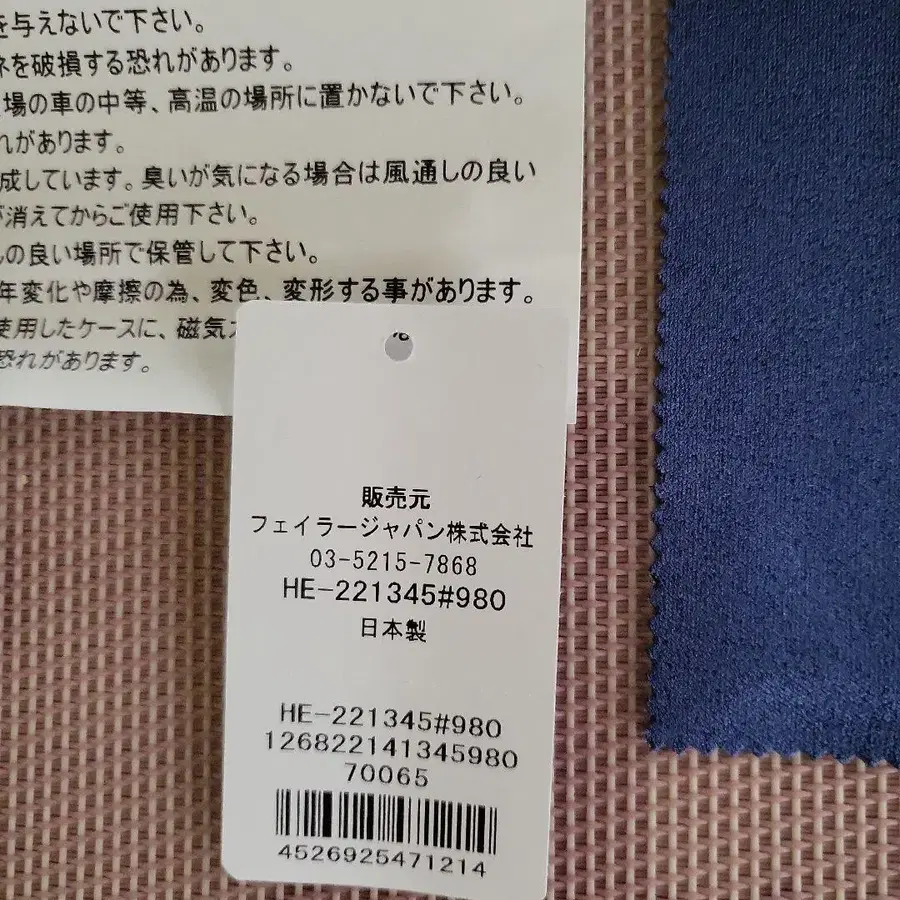 を与えないで下さい。
ネを破損する恐れがあります。
場の車の中等、高温の場所に置かないで下さい。
れがあります。
成しています。臭いが気になる場合は風通しの良い
が消えてからご使用下さい。
しの良い場所で保管して下さい。
年変化や摩擦の為、変色、変形する事があります。
使用したケースに、磁気カ
恐れがあります。
販売元
フェイラージャパン株式会社
03-5215-7868
HE-221345#980
日本製
HE-221345#980
126822141345980
70065
4526925471214